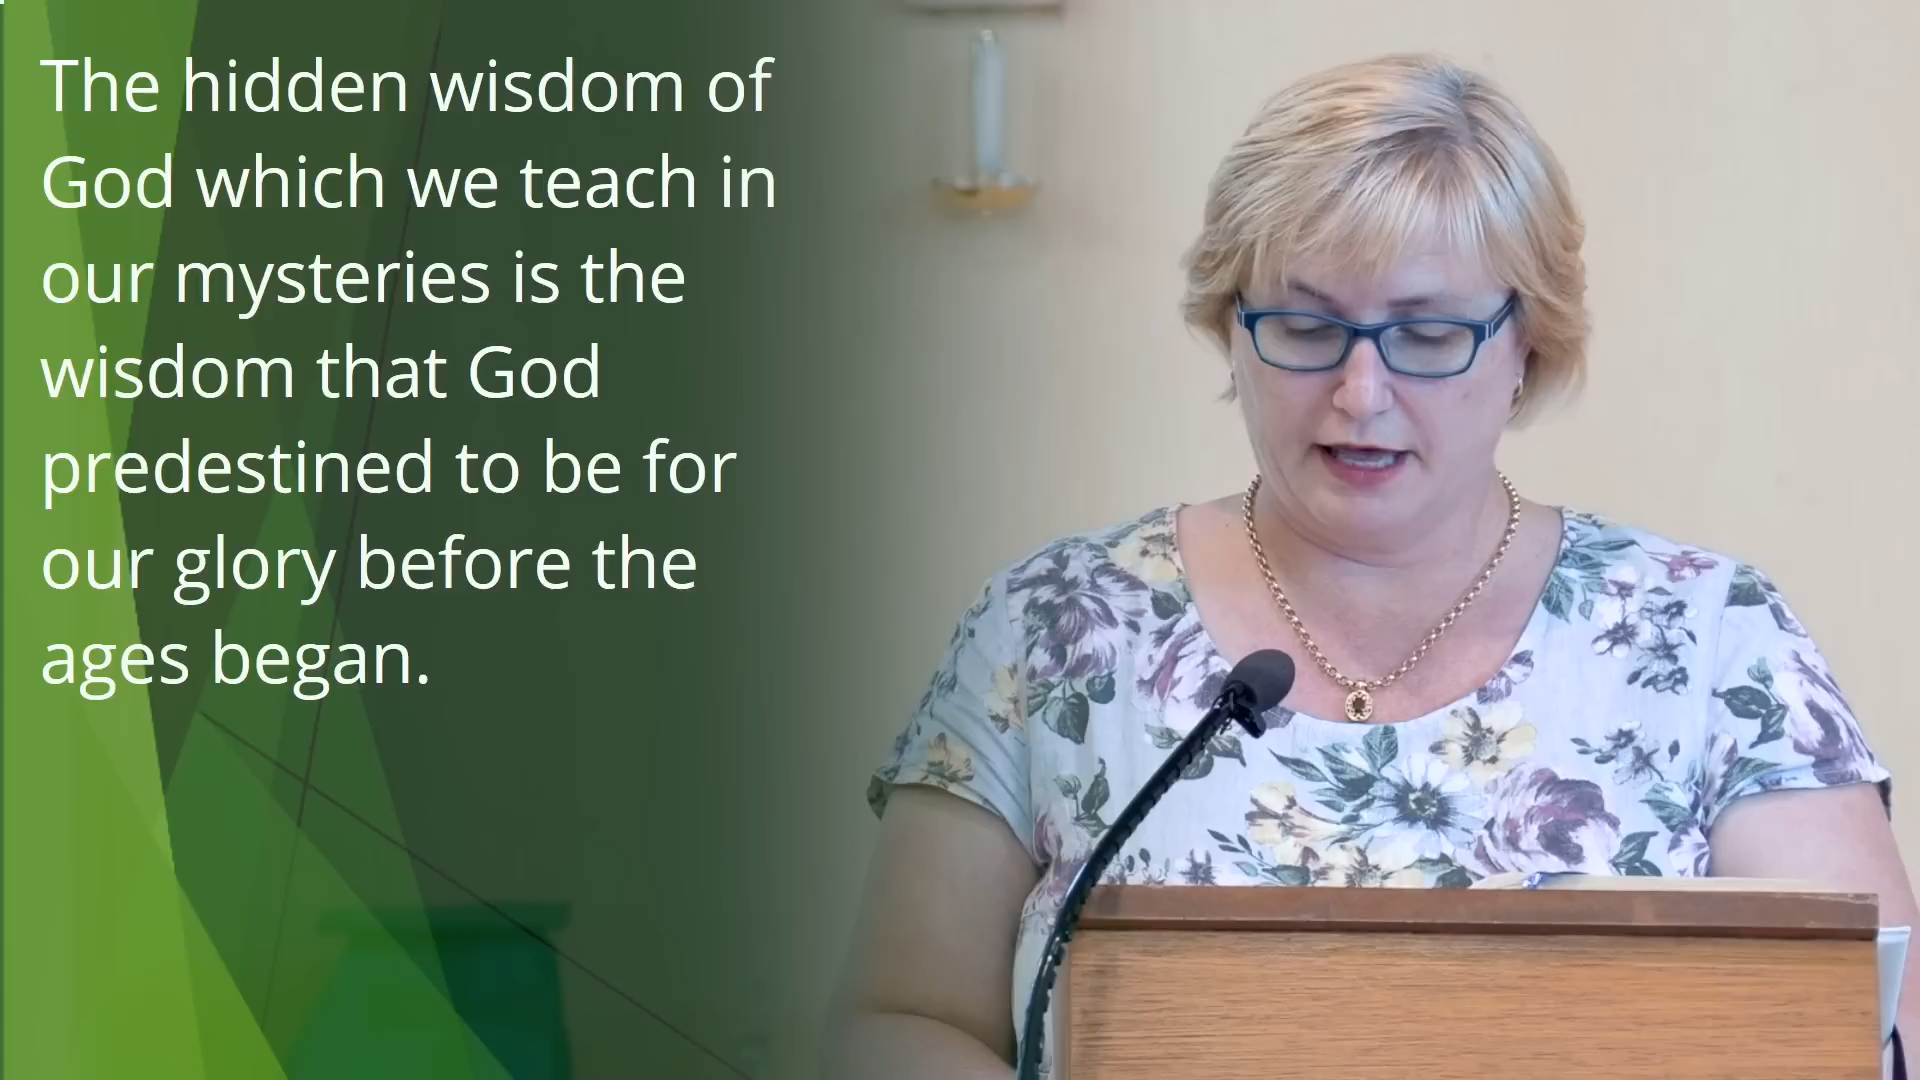 The hidden wisdom of
God which we teach in
our mysteries is the
wisdom that God
predestined to be for
our glory before the
ages began.